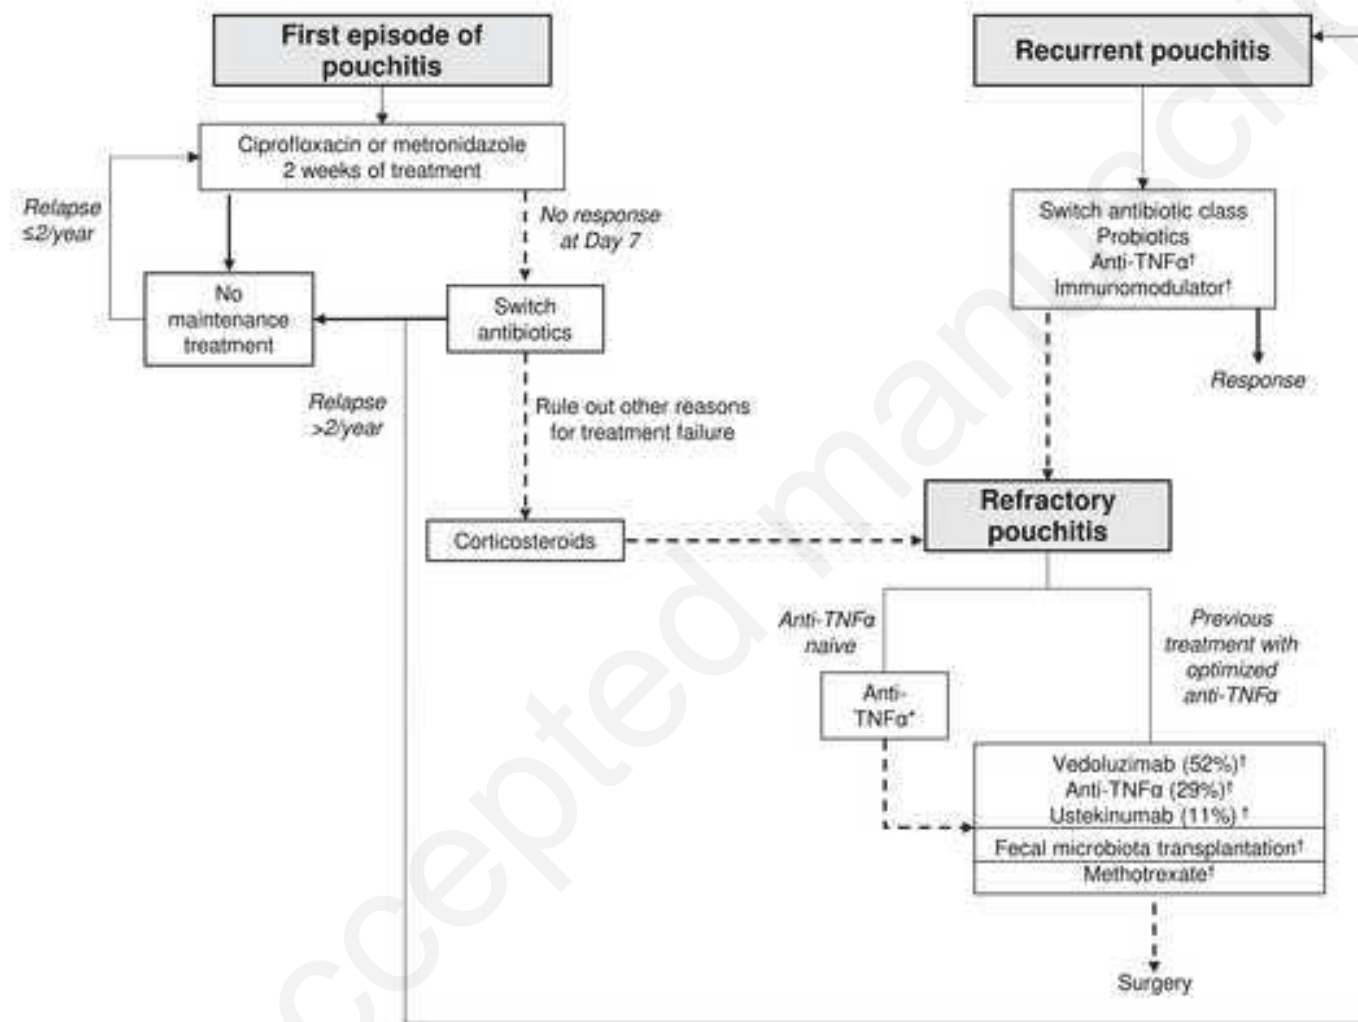 First episode of
pouchitis
Ciprofloxacin or metronidazole
2 weeks of treatment
Relapse
≤2/year
No response
at Day 7
No
maintenance
treatment
Switch
antibiotics
Relapse
>2/year
Rule out other reasons
for treatment failure
Corticosteroids
Recurrent pouchitis
Switch antibiotic class
Probiotics
Anti-TNFα†
Immunomodulator†
Response
Refractory
pouchitis
Anti-TNFα
naive
Anti-
TNFα*
Previous
treatment with
optimized
anti-TNFα
Vedoluzimab (52%)†
Anti-TNFα (29%)†
Ustekinumab (11%) †
Fecal microbiota transplantation†
Methotrexate†
Surgery
ccepted manuscrip